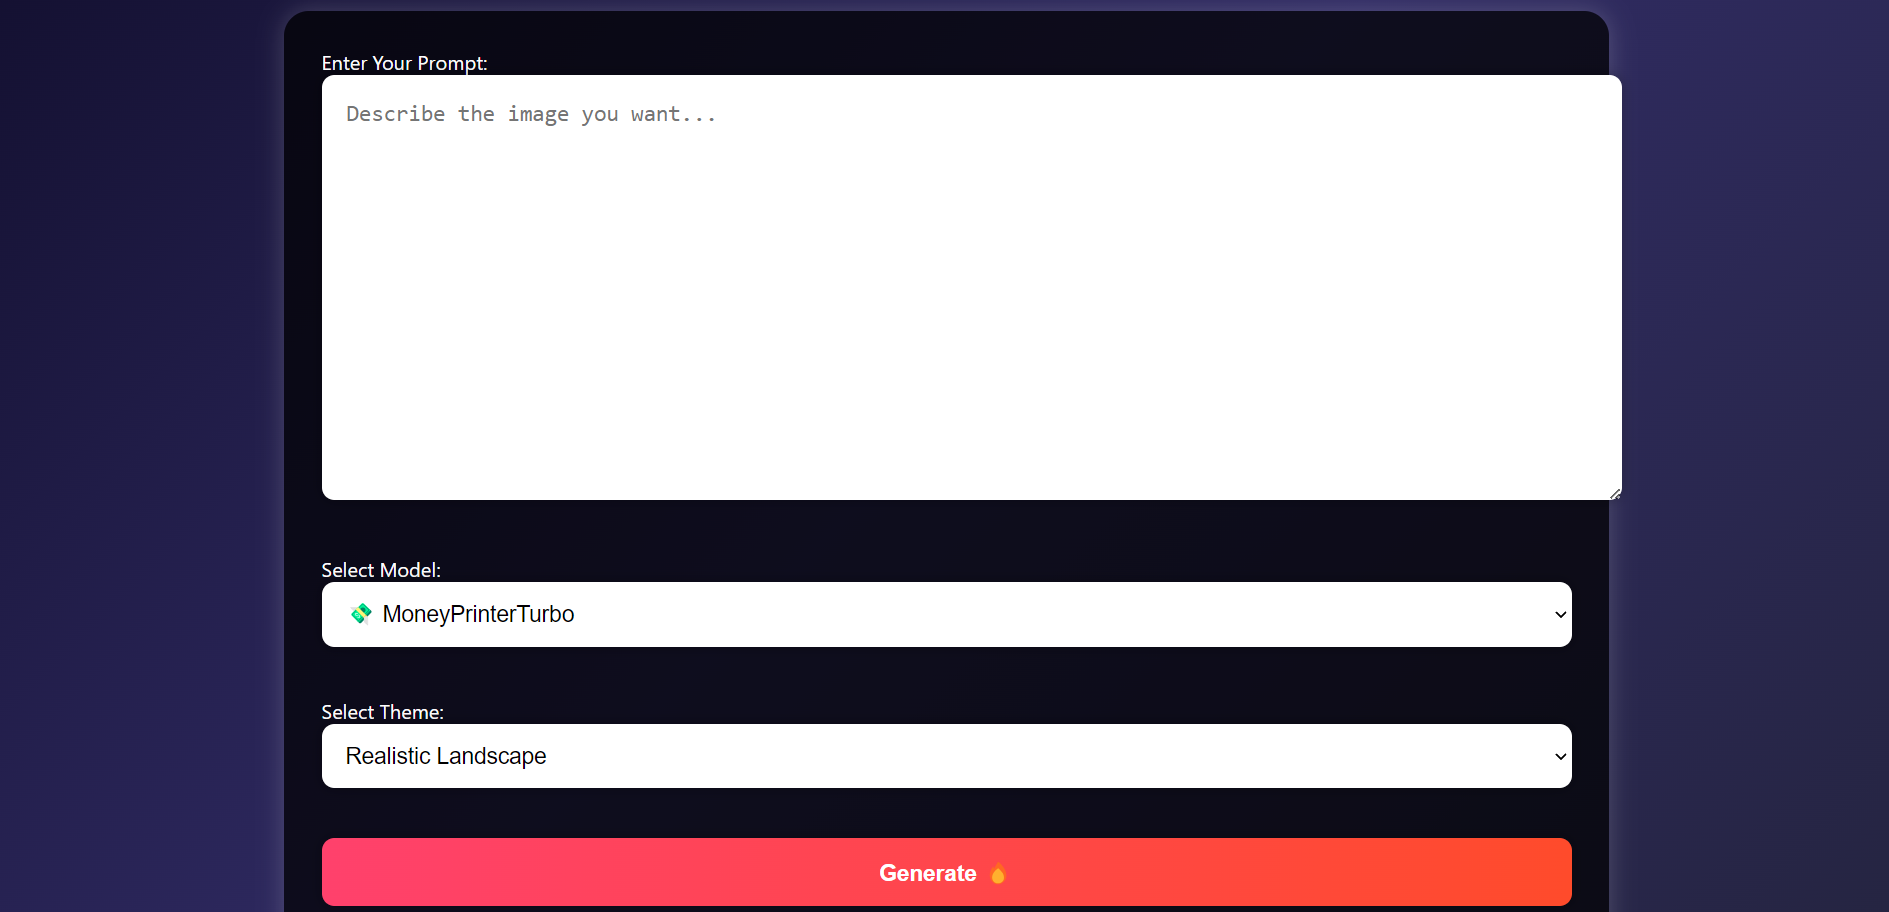 Enter Your Prompt:
Describe the image you want...
Select Model:
💸 MoneyPrinterTurbo
Select Theme:
Realistic Landscape
Generate 🔥